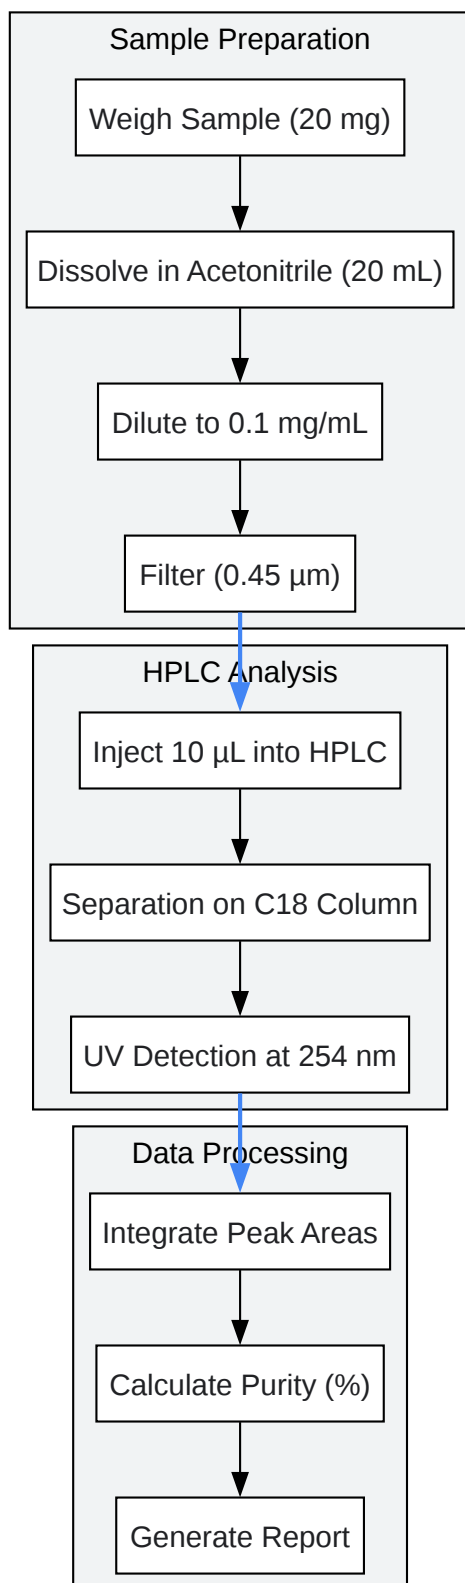 Sample Preparation
Weigh Sample (20 mg)
Dissolve in Acetonitrile (20 mL)
Dilute to 0.1 mg/mL
Filter (0.45 µm)
HPLC Analysis
Inject 10 µL into HPLC
Separation on C18 Column
UV Detection at 254 nm
Data Processing
Integrate Peak Areas
Calculate Purity (%)
Generate Report